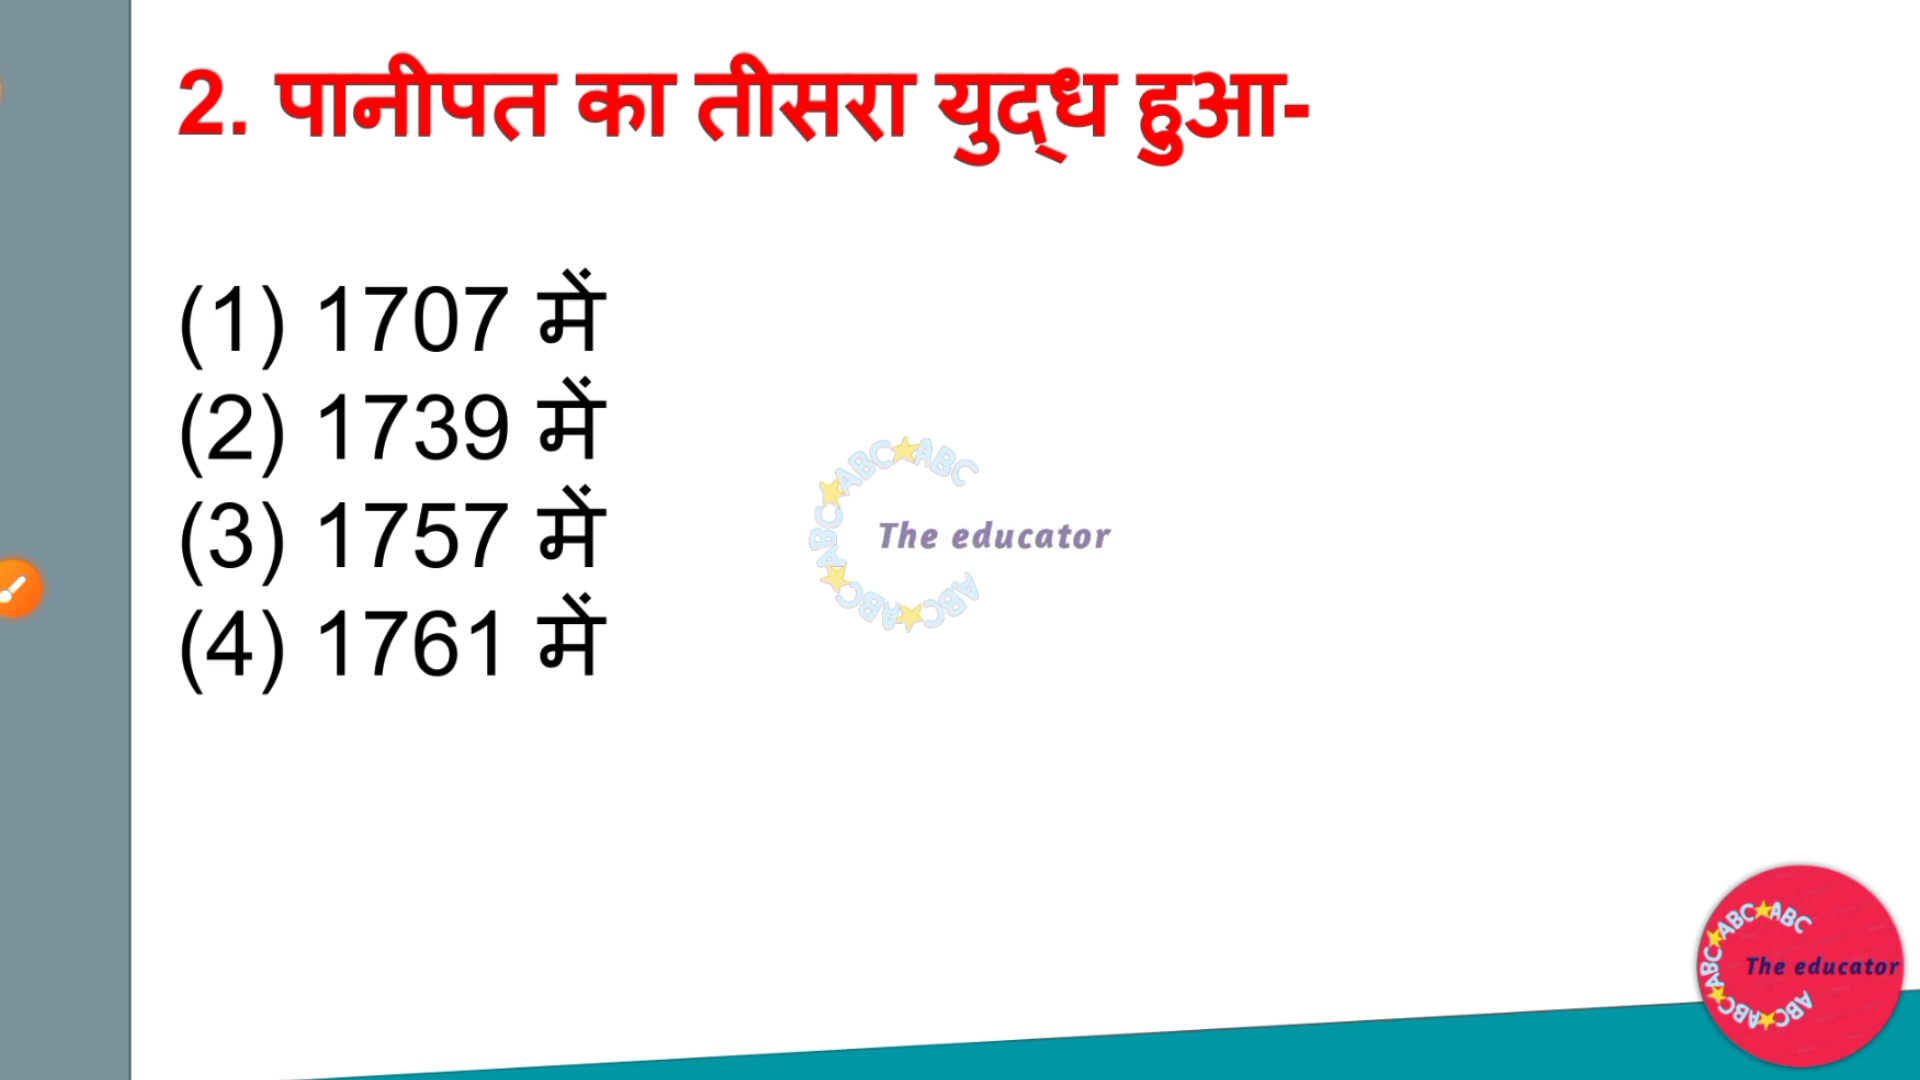 2. पानीपत का तीसरा युद्ध हुआ-
(1) 1707 में
(2) 1739 में
(3) 1757 में
(4) 1761 में
ABC★ABC★ABC★ABC★ABC★ABC
The educator
ABC★ABC★ABC★ABC★ABC★ABC
The educator